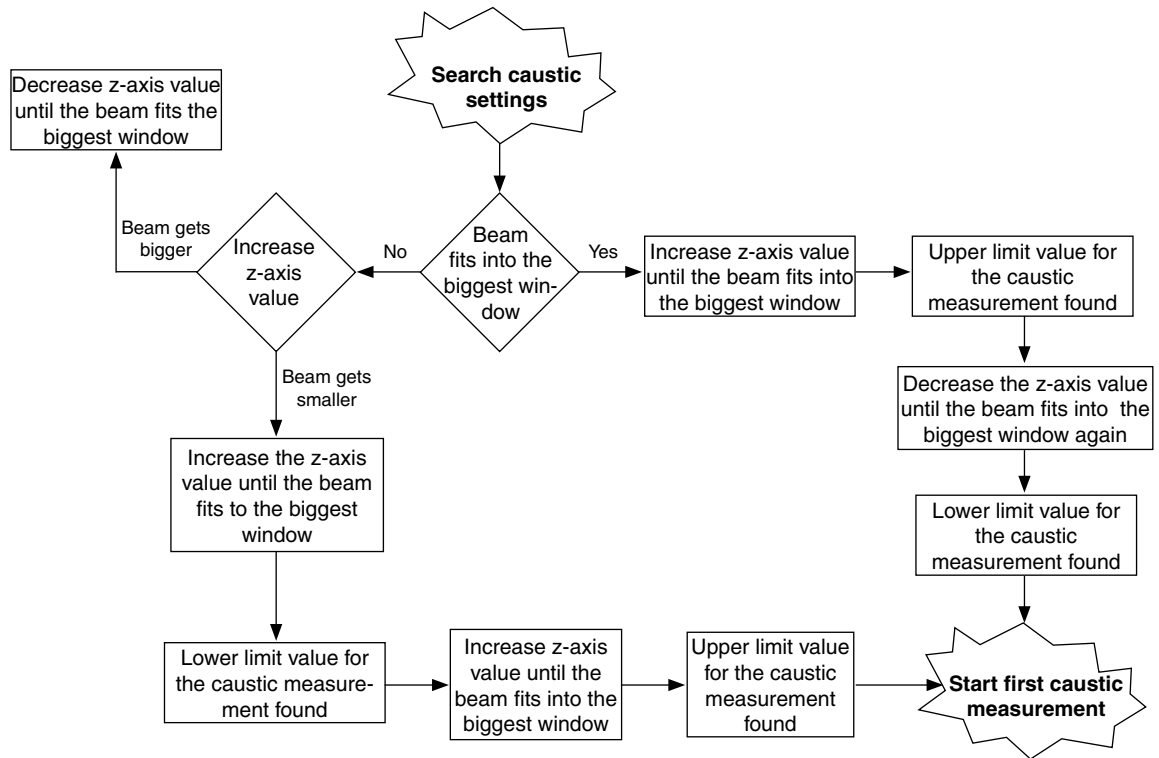 Search caustic
settings
Decrease z-axis value
until the beam fits the
biggest window
Beam gets
bigger
Increase
z-axis
value
No
Beam
fits into the
biggest win-
dow
Yes
Increase z-axis value
until the beam fits into
the biggest window
Upper limit value for
the caustic
measurement found
Beam gets
smaller
Decrease the z-axis value
until the beam fits into  the
biggest window again
Increase the z-axis
value until the beam
fits to the biggest
window
Lower limit value for
the caustic
measurement found
Lower limit value for
the caustic measure-
ment found
Increase z-axis
value until the
beam fits into the
biggest window
Upper limit value
for the caustic
measurement
found
Start first caustic
measurement